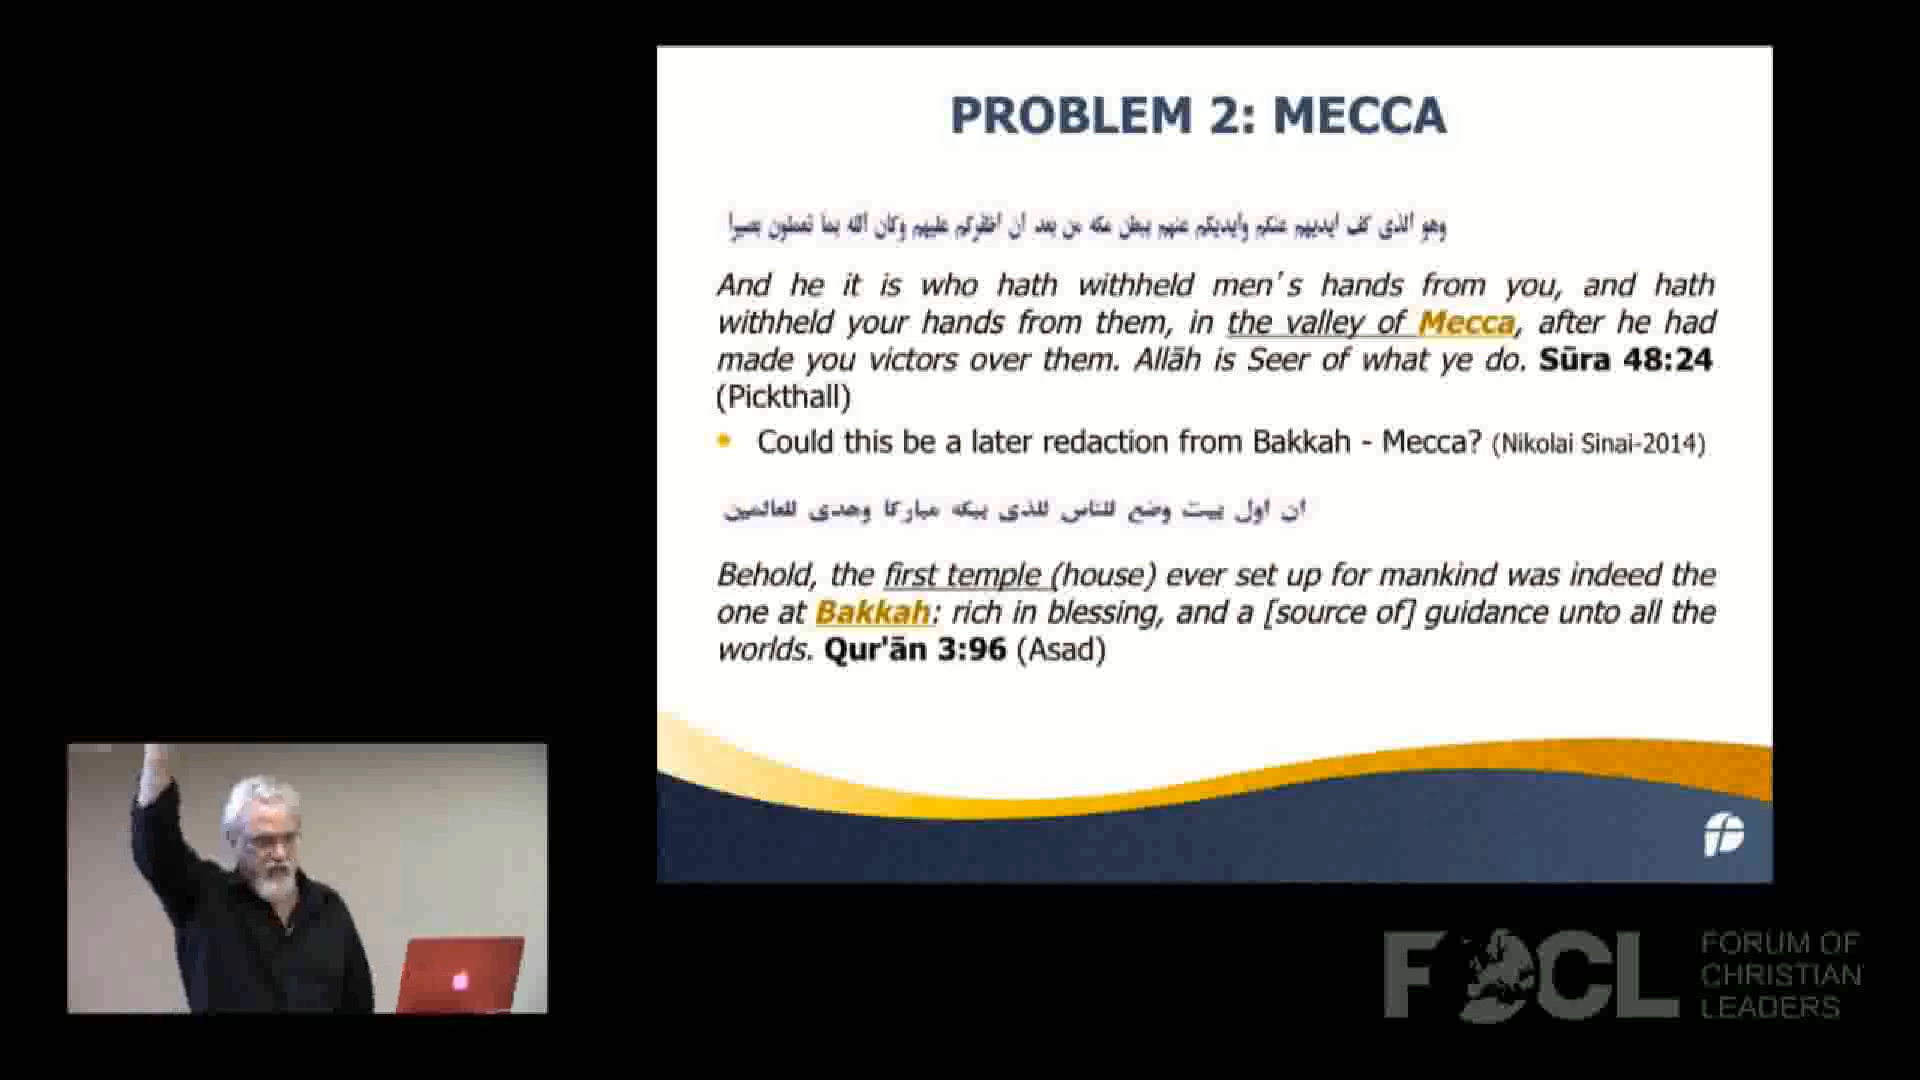 PROBLEM 2: MECCA
وهو الذى كف ايديهم عنكم وايديكم عنهم ببطن مكه من بعد ان اظفركم عليهم وكان الله بما تعملون بصيرا
And he it is who hath withheld men's hands from you, and hath
withheld your hands from them, in the valley of Mecca, after he had
made you victors over them. Allāh is Seer of what ye do. Sūra 48:24
(Pickthall)
• Could this be a later redaction from Bakkah - Mecca? (Nikolai Sinai-2014)
ان اول بيت وضع للناس للذى ببكه مباركا وهدى للعالمين
Behold, the first temple (house) ever set up for mankind was indeed the
one at Bakkah: rich in blessing, and a [source of] guidance unto all the
worlds. Qur'ān 3:96 (Asad)
FOCL
FORUM OF
CHRISTIAN
LEADERS